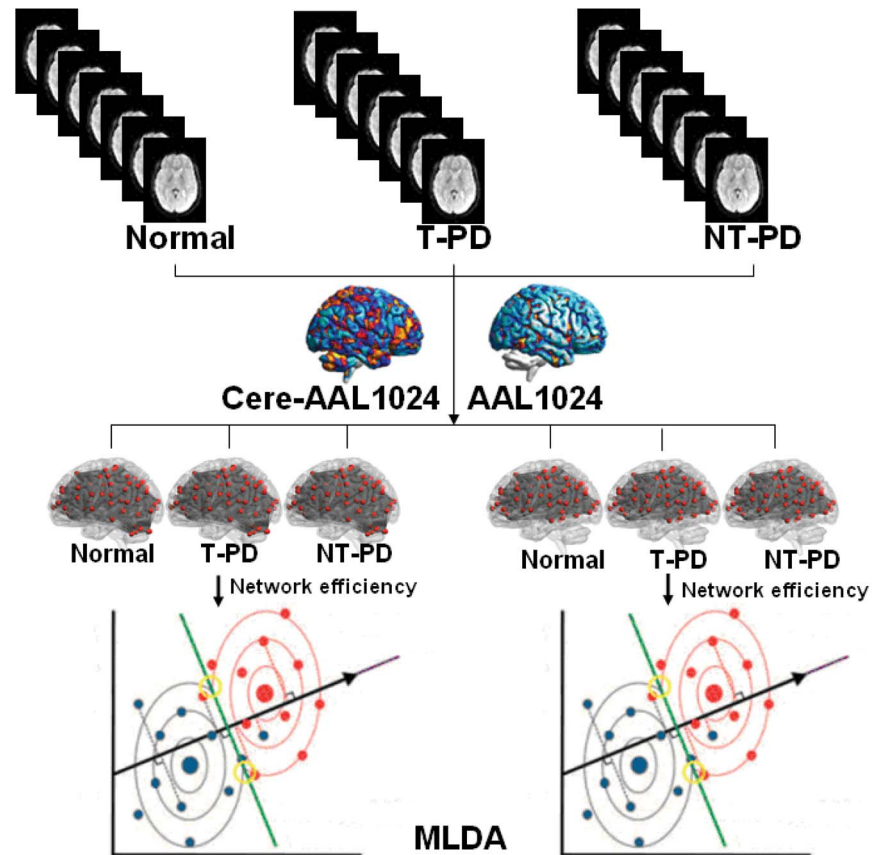 Normal T-PD NT-PD
Cere-AAL1024 AAL1024
Normal T-PD NT-PD Normal T-PD NT-PD
Network efficiency Network efficiency
MLDA